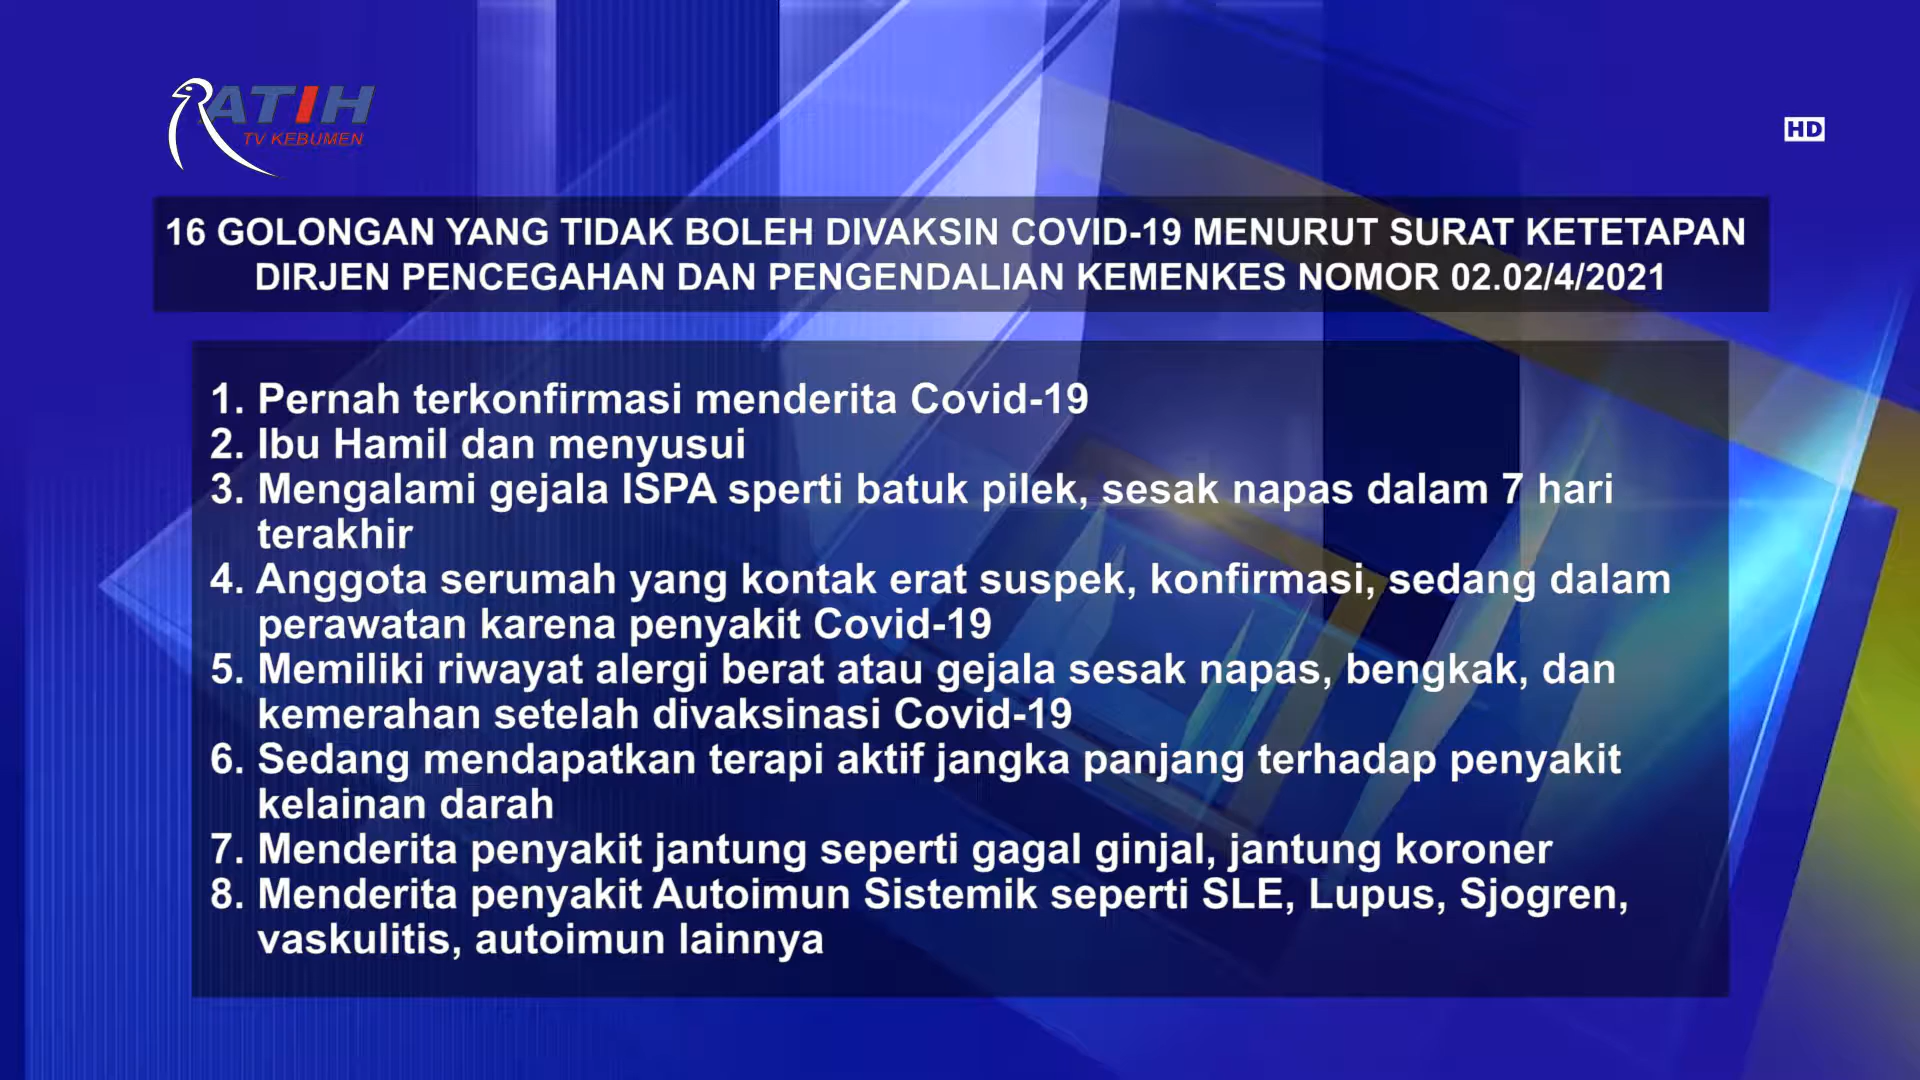 RATIH
TV KEBUMEN
HD
16 GOLONGAN YANG TIDAK BOLEH DIVAKSIN COVID-19 MENURUT SURAT KETETAPAN
DIRJEN PENCEGAHAN DAN PENGENDALIAN KEMENKES NOMOR 02.02/4/2021
1. Pernah terkonfirmasi menderita Covid-19
2. Ibu Hamil dan menyusui
3. Mengalami gejala ISPA sperti batuk pilek, sesak napas dalam 7 hari
terakhir
4. Anggota serumah yang kontak erat suspek, konfirmasi, sedang dalam
perawatan karena penyakit Covid-19
5. Memiliki riwayat alergi berat atau gejala sesak napas, bengkak, dan
kemerahan setelah divaksinasi Covid-19
6. Sedang mendapatkan terapi aktif jangka panjang terhadap penyakit
kelainan darah
7. Menderita penyakit jantung seperti gagal ginjal, jantung koroner
8. Menderita penyakit Autoimun Sistemik seperti SLE, Lupus, Sjogren,
vaskulitis, autoimun lainnya